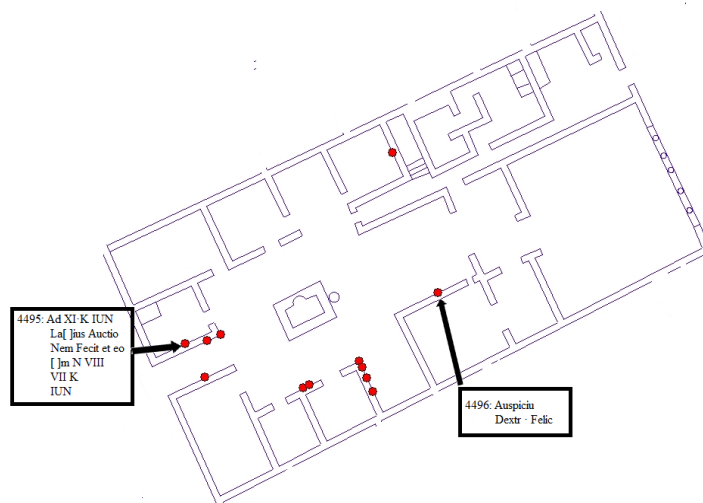 4495: Ad XI·K IUN
La[ ]ius Auctio
Nem Fecit et eo
[ ]m N VIII
VII K
IUN
4496: Auspiciu
Dextr · Felic